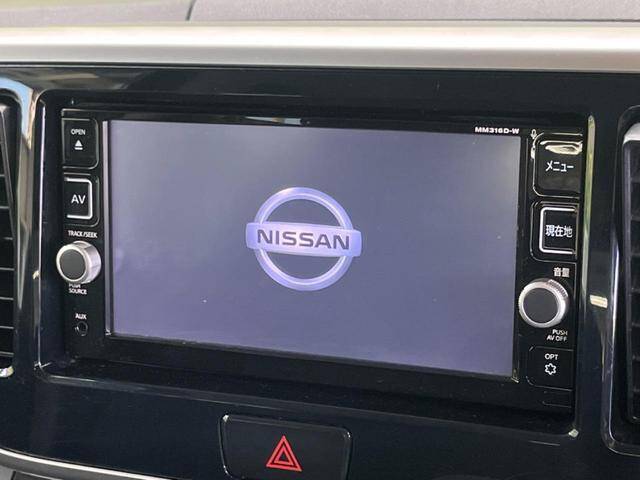 MM316D-W
OPEN
メニュー
AV
現在地
TRACK/SEEK
NISSAN
音量
PUSH
SOURCE
AUX
PUSH
AV OFF
OPT